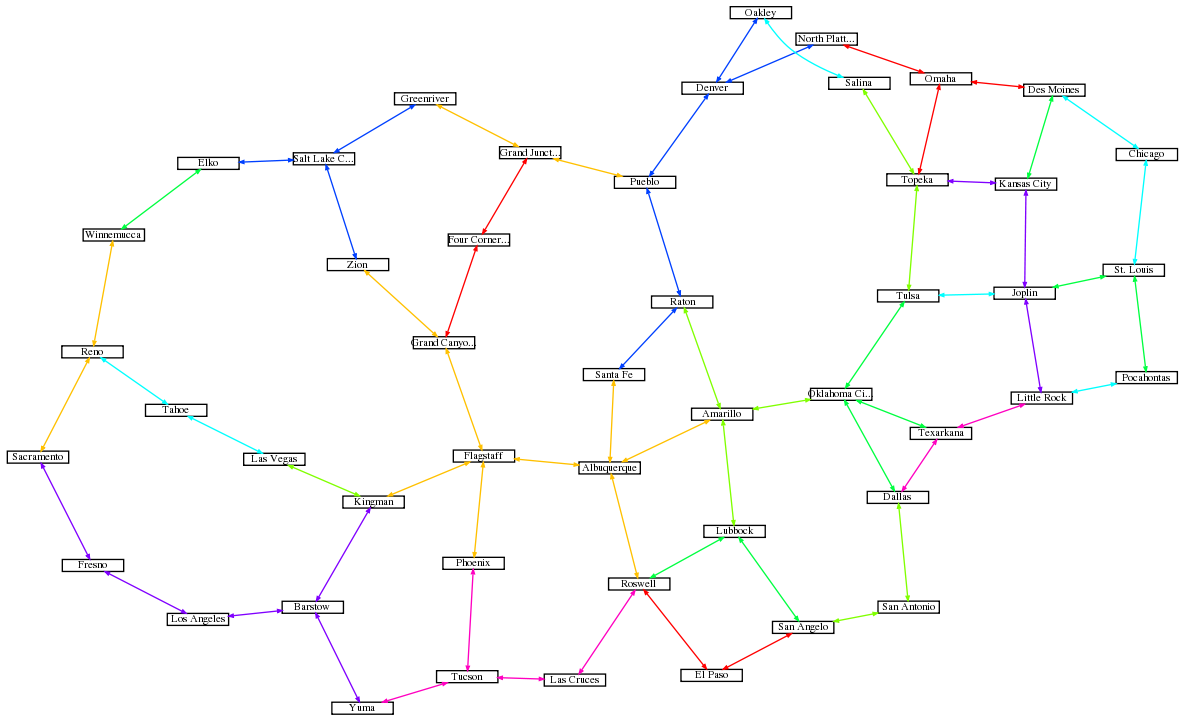 Oakley
North Platt...
Omaha
Salina
Denver
Des Moines
Greenriver
Grand Junct...
Chicago
Salt Lake C...
Elko
Topeka
Pueblo
Kansas City
Winnemucca
Four Corner...
Zion
St. Louis
Tulsa
Joplin
Raton
Grand Canyo...
Reno
Santa Fe
Pocahontas
Oklahoma Ci...
Little Rock
Tahoe
Amarillo
Texarkana
Sacramento
Las Vegas
Flagstaff
Albuquerque
Dallas
Kingman
Lubbock
Fresno
Phoenix
Roswell
Barstow
San Antonio
Los Angeles
San Angelo
Tucson
Las Cruces
El Paso
Yuma